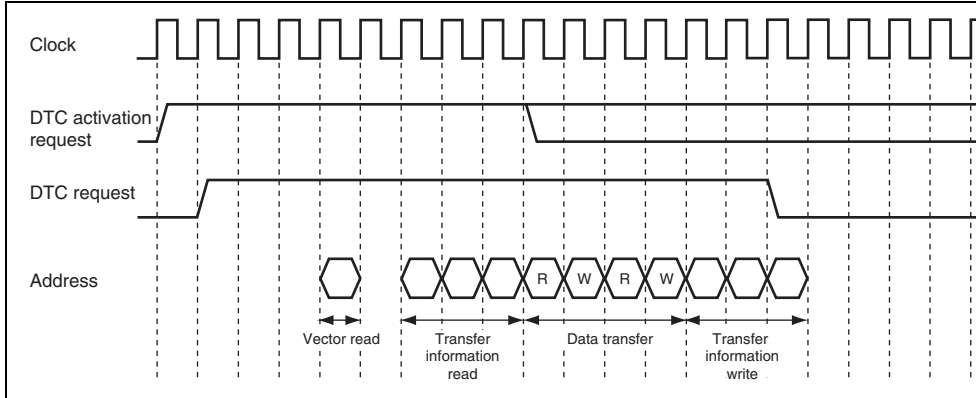 Clock
DTC activation
request
DTC request
Address
R W R W
Vector read
Transfer
information
read
Data transfer
Transfer
information
write